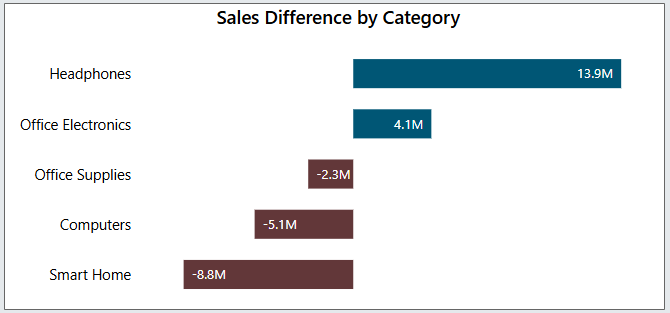 Sales Difference by Category
Headphones 13.9M
Office Electronics 4.1M
Office Supplies -2.3M
Computers -5.1M
Smart Home -8.8M